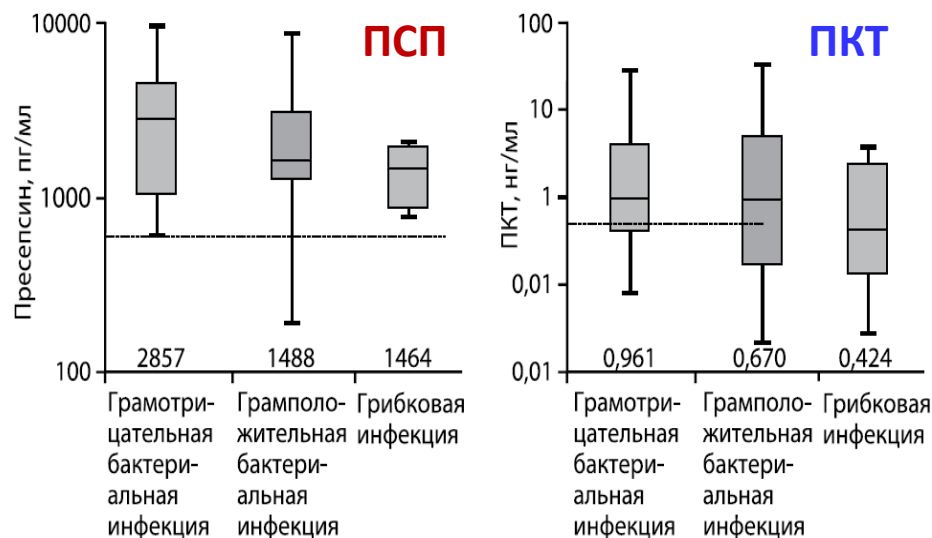 ПСП
Пресепсин, пг/мл
10000
1000
100
2857
1488
1464
Грамотри-
цательная
бактери-
альная
инфекция
Грамполо-
жительная
бактери-
альная
инфекция
Грибковая
инфекция
ПКТ
ПКТ, нг/мл
100
10
1
0,01
0,01
0,961
0,670
0,424
Грамотри-
цательная
бактери-
альная
инфекция
Грамполо-
жительная
бактери-
альная
инфекция
Грибковая
инфекция